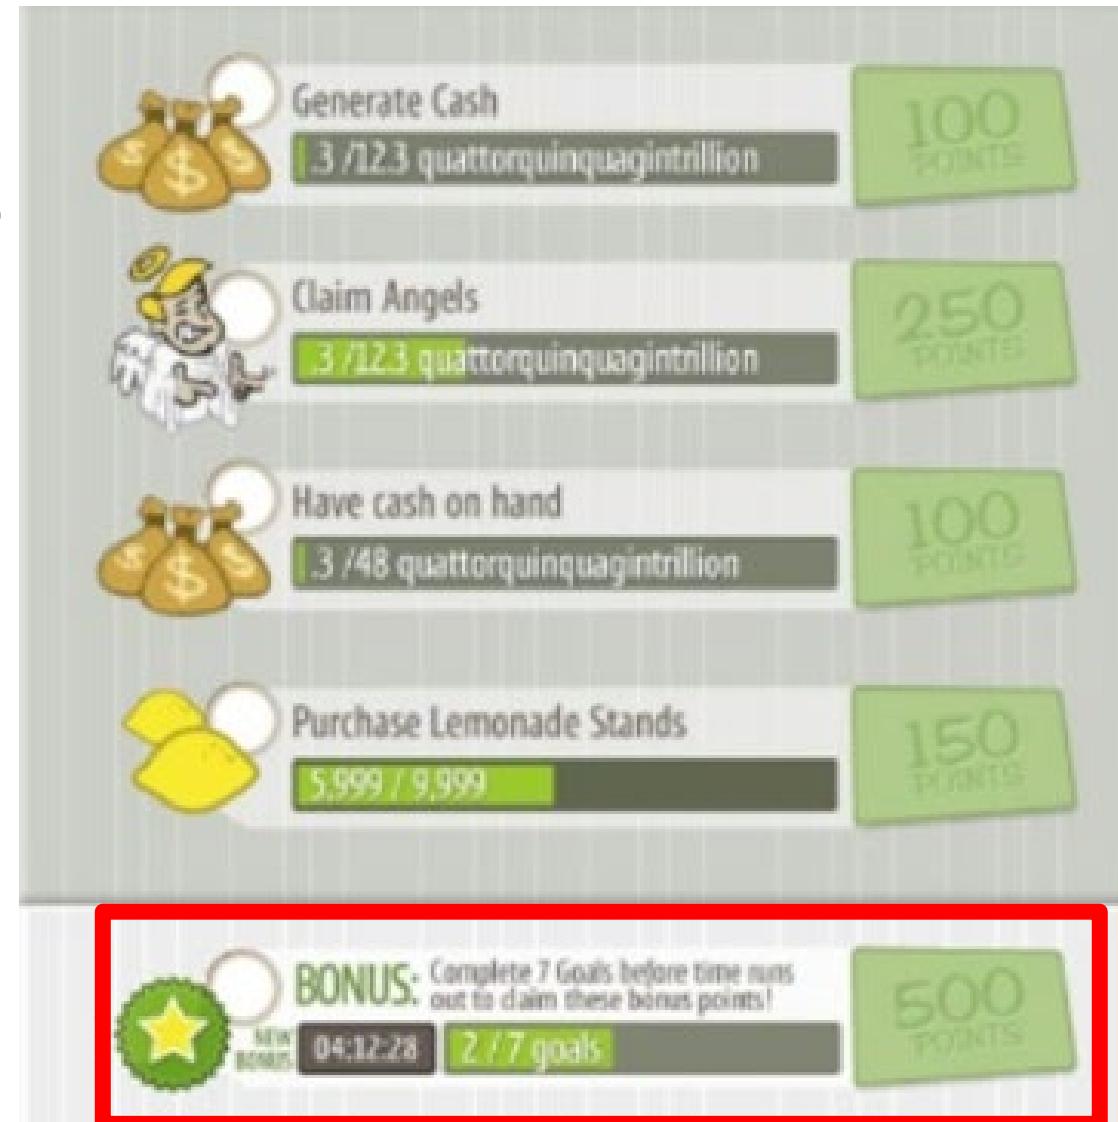 Generate Cash
.3 /12.3 quattorquinquagintrillion
100
POINTS
Claim Angels
.3 /12.3 quattorquinquagintrillion
250
POINTS
Have cash on hand
.3 /48 quattorquinquagintrillion
100
POINTS
Purchase Lemonade Stands
5,999 / 9,999
150
POINTS
BONUS: Complete 7 Goals before time runs
out to claim these bonus points!
NEW
BONUS
04:12:28
2 / 7 goals
500
POINTS